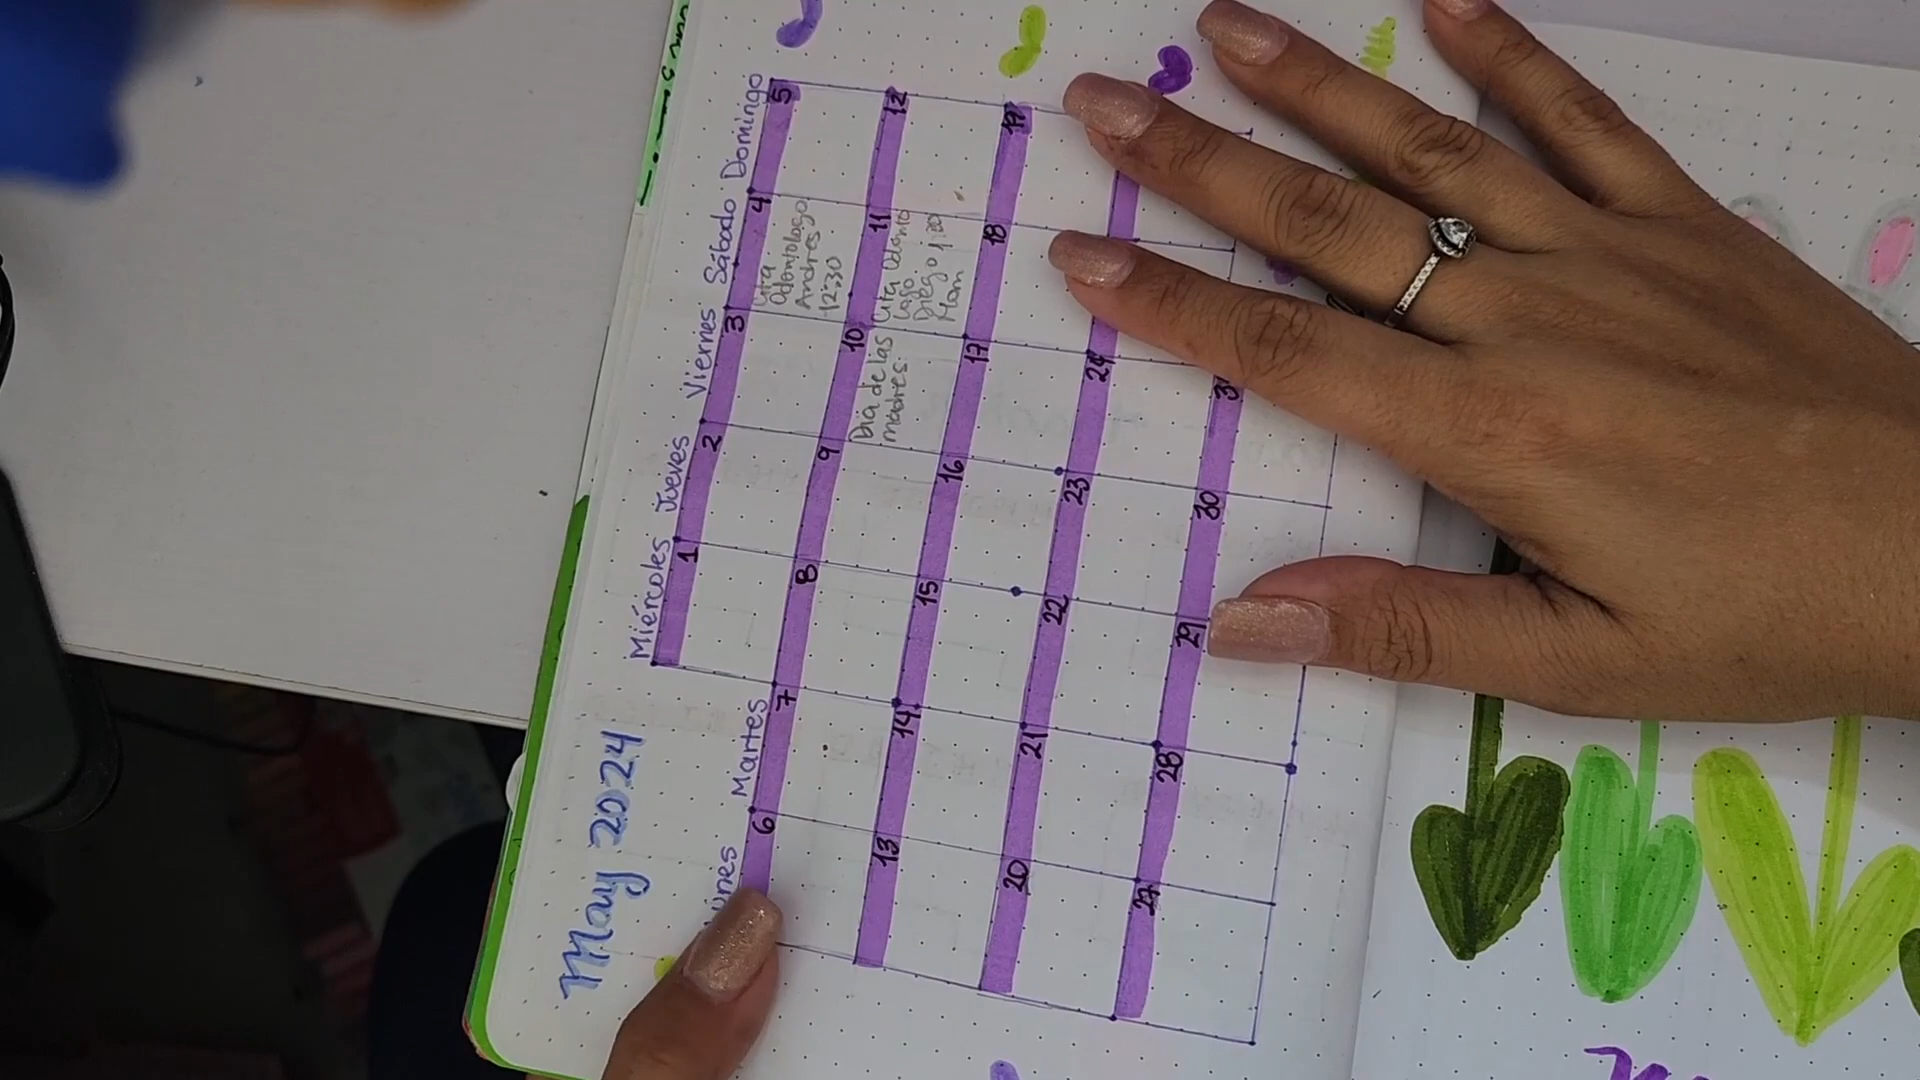 May 2024
Martes Miércoles Jueves Viernes Sábado Domingo
1 2 3 4 5
Cita
Odontologo
Andres
12:30
6 7 8 9 10 11 12
Día de las
madres
Cita Odonto
logo
Diego 1:20
Mam
13 14 15 16 17 18 19
20 21 22 23 24
27 28 29 30